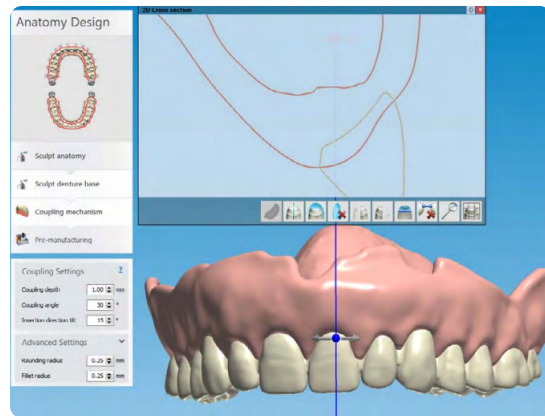 Anatomy Design
2D Cross section
Sculpt anatomy
Sculpt denture base
Coupling mechanism
Pre-manufacturing
Coupling Settings ?
Coupling depth 1.00 mm
Coupling angle 30 °
Insertion direction tilt 15 °
Advanced Settings
Rounding radius 0.25 mm
Fillet radius 0.25 mm